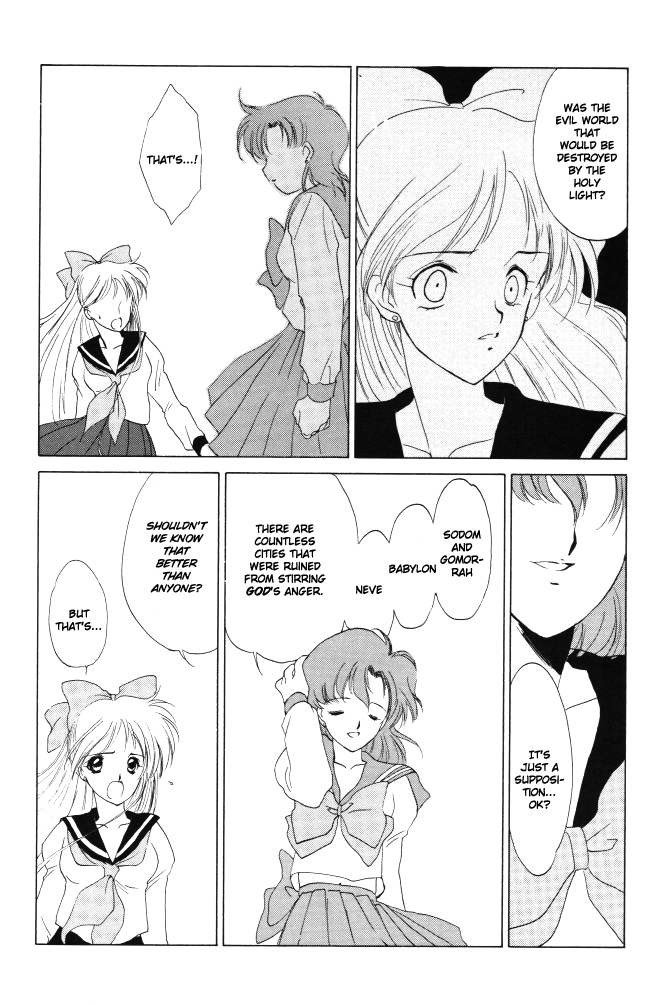 WAS THE
EVIL WORLD
THAT
WOULD BE
DESTROYED
BY THE
HOLY
LIGHT?
THAT'S...!
IT'S
JUST A
SUPPOSI-
TION...
OK?
SODOM
AND
GOMOR-
RAH
BABYLON
NEVE
THERE ARE
COUNTLESS
CITIES THAT
WERE RUINED
FROM STIRRING
GOD'S ANGER.
SHOULDN'T
WE KNOW
THAT
BETTER
THAN
ANYONE?
BUT
THAT'S...